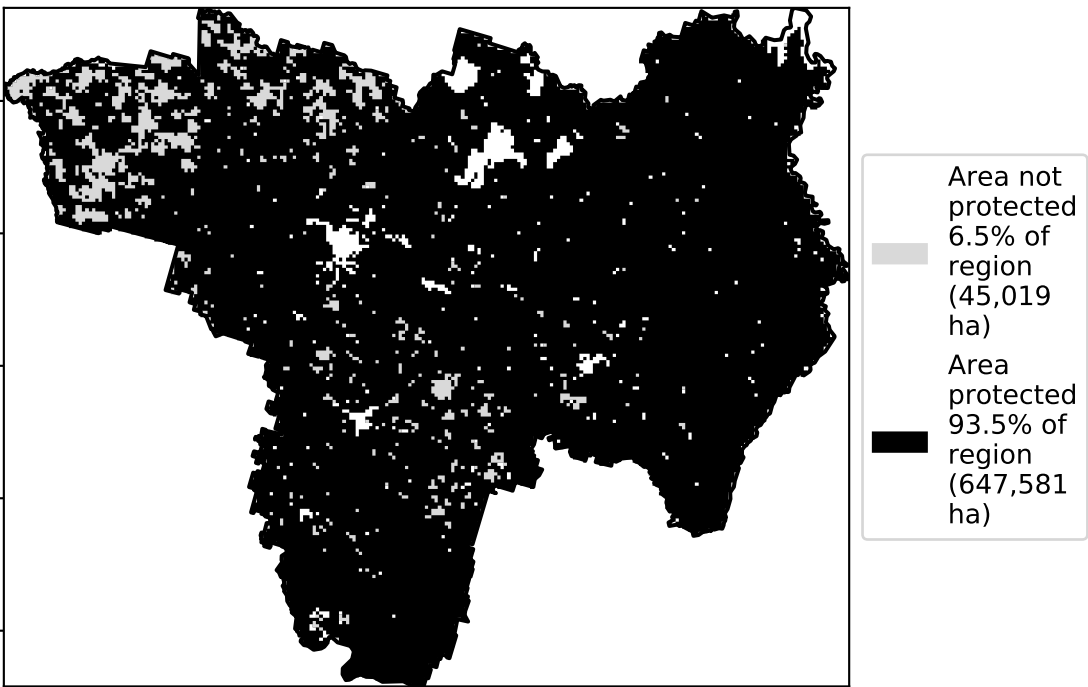 Area not
protected
6.5% of
region
(45,019
ha)
Area
protected
93.5% of
region
(647,581
ha)